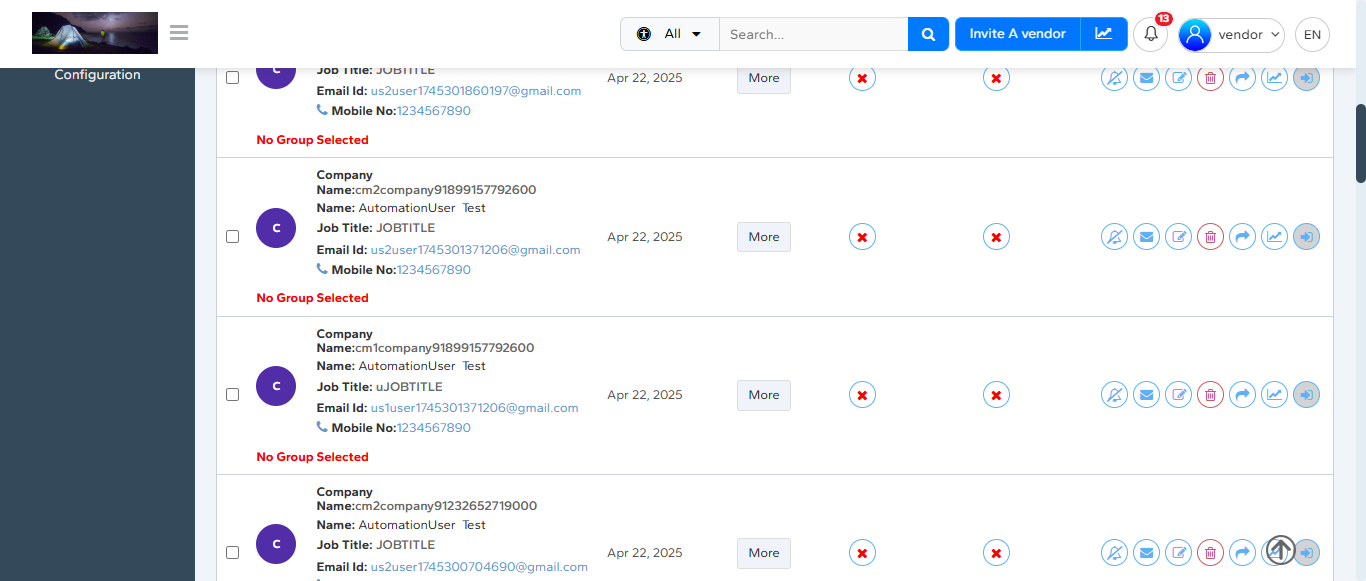 All
Search...
Invite A vendor
13
vendor
EN
Configuration
C
Job Title: JOBTITLE
Email Id: us2user1745301860197@gmail.com
Mobile No:1234567890
Apr 22, 2025
More
No Group Selected
C
Company
Name:cm2company91899157792600
Name: AutomationUser Test
Job Title: JOBTITLE
Email Id: us2user1745301371206@gmail.com
Mobile No:1234567890
Apr 22, 2025
More
No Group Selected
C
Company
Name:cm1company91899157792600
Name: AutomationUser Test
Job Title: uJOBTITLE
Email Id: us1user1745301371206@gmail.com
Mobile No:1234567890
Apr 22, 2025
More
No Group Selected
C
Company
Name:cm2company91232652719000
Name: AutomationUser Test
Job Title: JOBTITLE
Email Id: us2user1745300704690@gmail.com
Apr 22, 2025
More